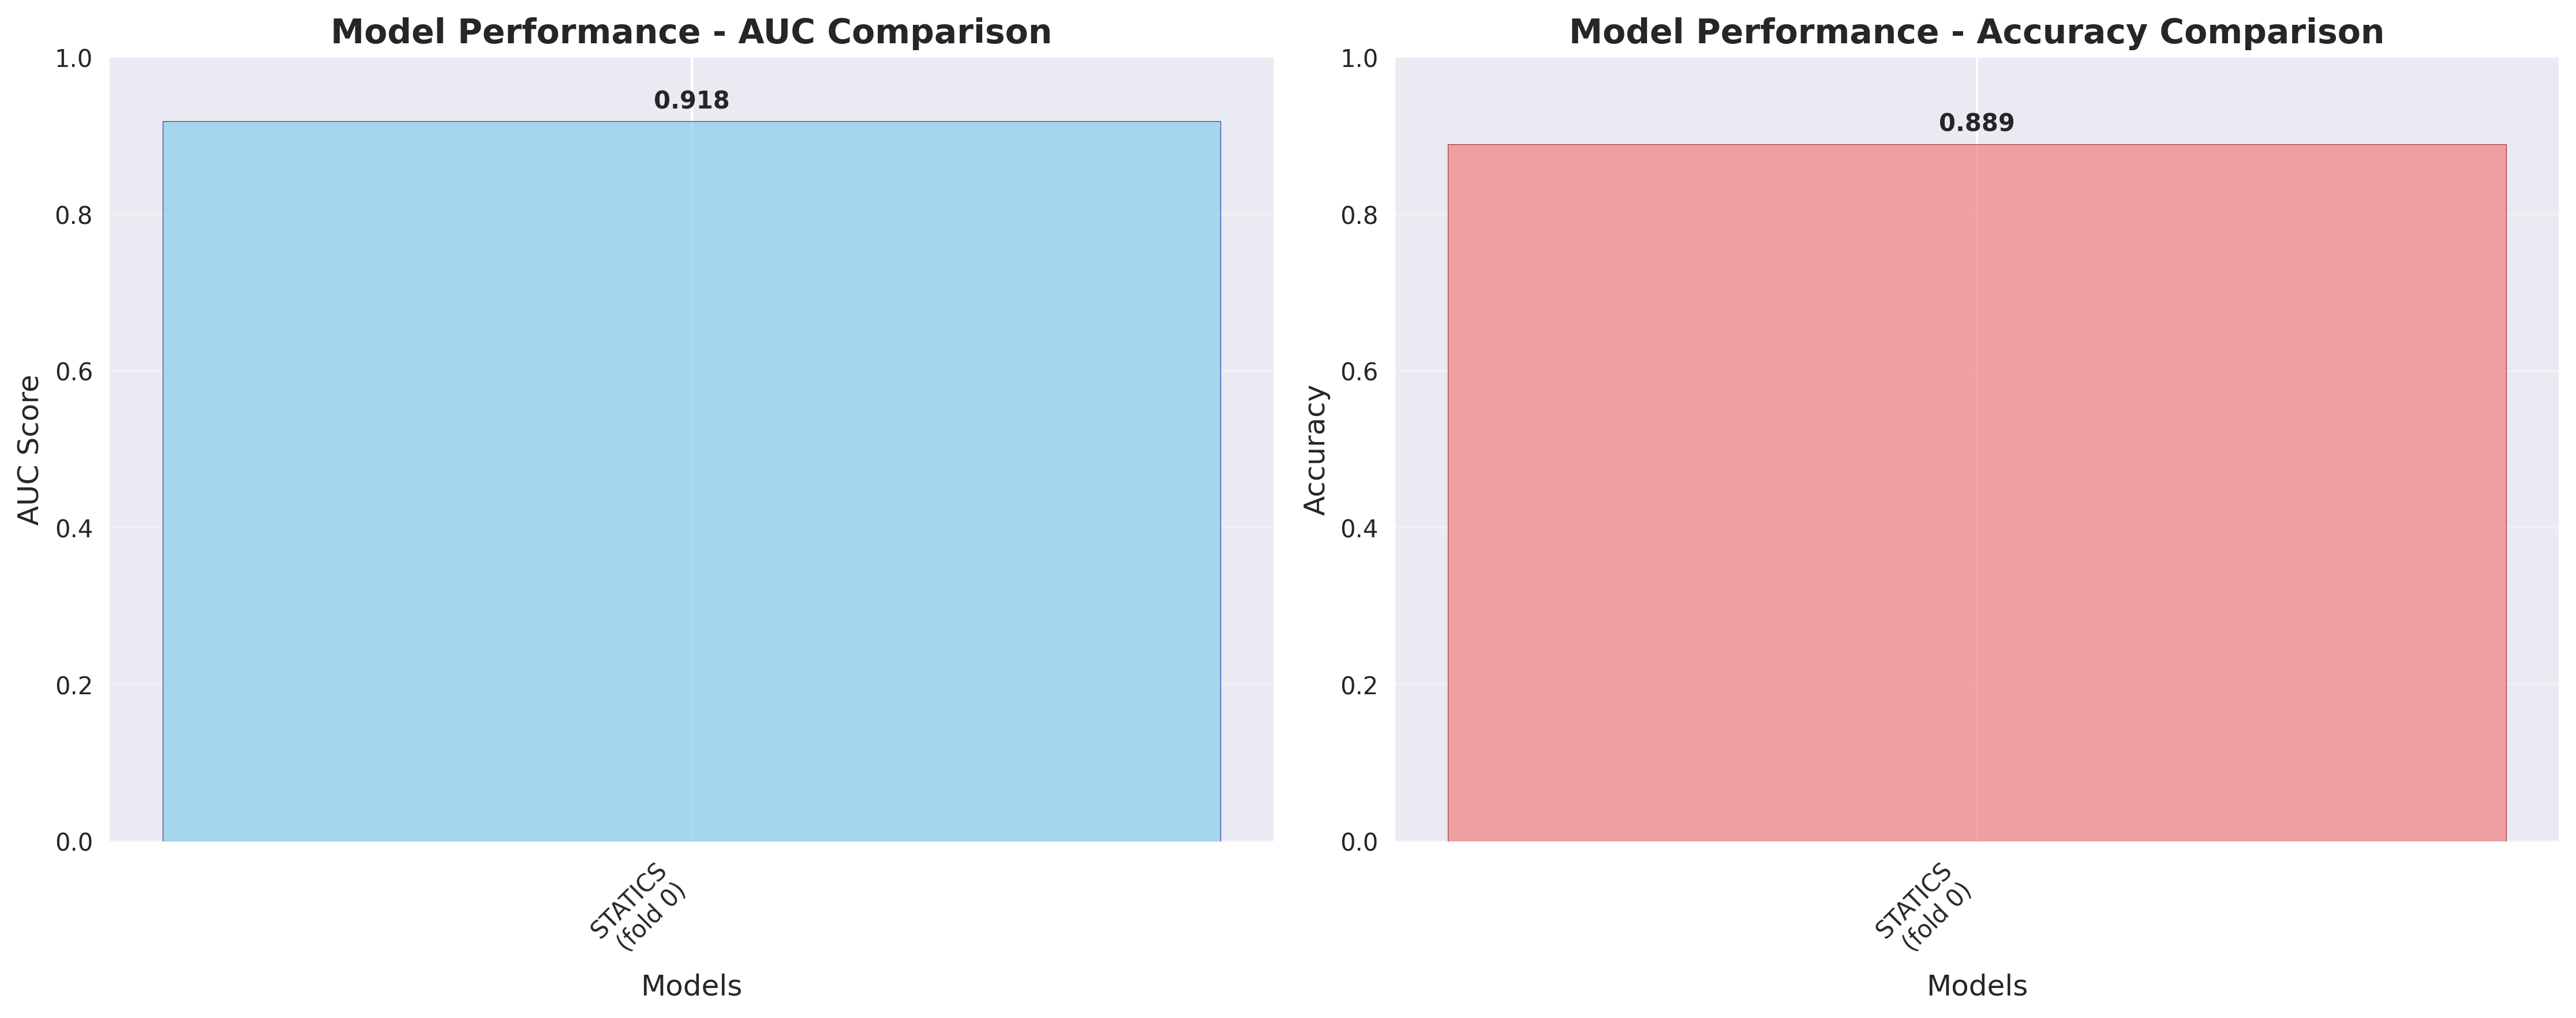 Model Performance - AUC Comparison
1.0
0.918
0.8
0.6
0.4
0.2
0.0
AUC Score
STATICS
(fold 0)
Models
Model Performance - Accuracy Comparison
1.0
0.889
0.8
0.6
0.4
0.2
0.0
Accuracy
STATICS
(fold 0)
Models